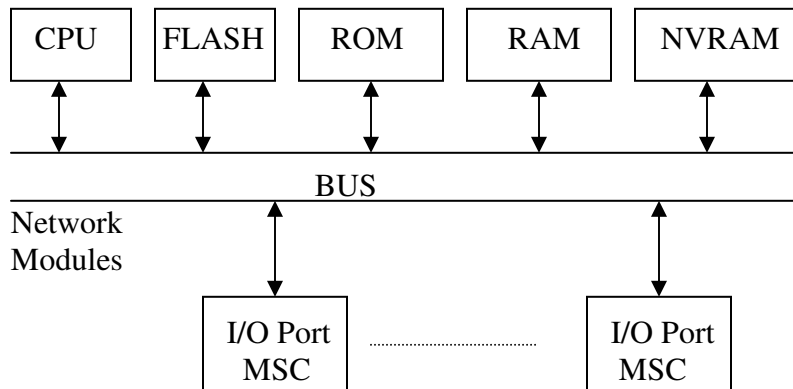 CPU FLASH ROM RAM NVRAM
BUS
Network
Modules
I/O Port I/O Port
MSC MSC